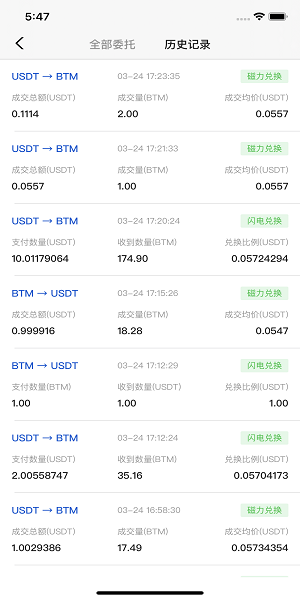 5:47
全部委托 历史记录
USDT → BTM 03-24 17:23:35 磁力兑换
成交总额(USDT) 成交量(BTM) 成交均价(USDT)
0.1114 2.00 0.0557
USDT → BTM 03-24 17:21:33 磁力兑换
成交总额(USDT) 成交量(BTM) 成交均价(USDT)
0.0557 1.00 0.0557
USDT → BTM 03-24 17:20:24 闪电兑换
支付数量(USDT) 收到数量(BTM) 兑换比例(USDT)
10.01179064 174.90 0.05724294
BTM → USDT 03-24 17:15:26 磁力兑换
成交总额(USDT) 成交量(BTM) 成交均价(USDT)
0.999916 18.28 0.0547
BTM → USDT 03-24 17:12:29 闪电兑换
支付数量(BTM) 收到数量(USDT) 兑换比例(USDT)
1.00 1.00 1.00
USDT → BTM 03-24 17:12:24 闪电兑换
支付数量(USDT) 收到数量(BTM) 兑换比例(USDT)
2.00558747 35.16 0.05704173
USDT → BTM 03-24 16:58:30 磁力兑换
成交总额(USDT) 成交量(BTM) 成交均价(USDT)
1.0029386 17.49 0.05734354